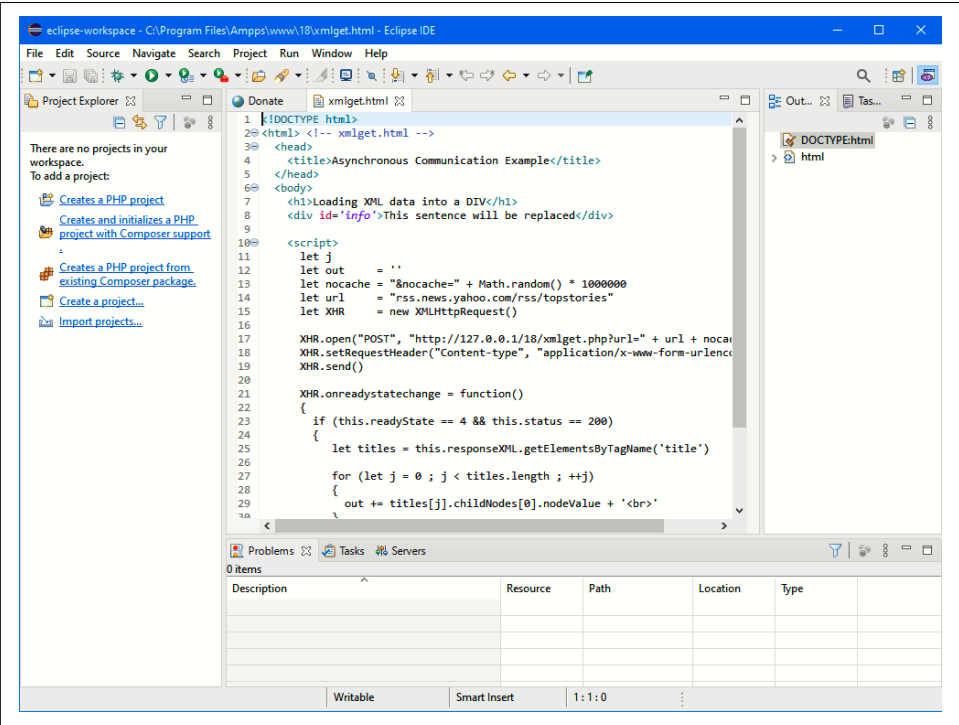 eclipse-workspace - C:\Program Files\Ampps\www\18\xmlget.html - Eclipse IDE
File Edit Source Navigate Search Project Run Window Help
Project Explorer
There are no projects in your
workspace.
To add a project:
Creates a PHP project
Creates and initializes a PHP
project with Composer support
.
Creates a PHP project from
existing Composer package.
Create a project...
Import projects...
Donate xmlget.html
1 <!DOCTYPE html>
2 <html> <!-- xmlget.html -->
3 <head>
4 <title>Asynchronous Communication Example</title>
5 </head>
6 <body>
7 <h1>Loading XML data into a DIV</h1>
8 <div id='info'>This sentence will be replaced</div>
9
10 <script>
11 let j
12 let out = ''
13 let nocache = "&nocache=" + Math.random() * 1000000
14 let url = "rss.news.yahoo.com/rss/topstories"
15 let XHR = new XMLHttpRequest()
16
17 XHR.open("POST", "http://127.0.0.1/18/xmlget.php?url=" + url + nocac
18 XHR.setRequestHeader("Content-type", "application/x-www-form-urlenco
19 XHR.send()
20
21 XHR.onreadystatechange = function()
22 {
23 if (this.readyState == 4 && this.status == 200)
24 {
25 let titles = this.responseXML.getElementsByTagName('title')
26
27 for (let j = 0 ; j < titles.length ; ++j)
28 {
29 out += titles[j].childNodes[0].nodeValue + '<br>'
30 }
Out... Tas...
DOCTYPE:html
html
Problems Tasks Servers
0 items
Description Resource Path Location Type
Writable Smart Insert 1:1:0